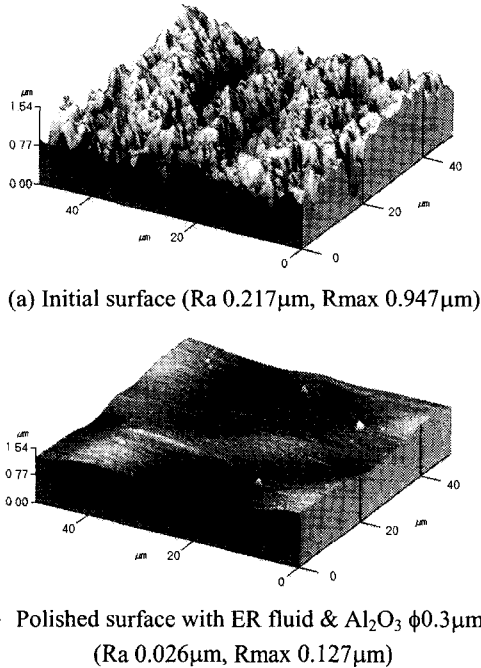 μm
1 54
0 77
0 00
40
μm
20
0
0
20
μm
40
(a) Initial surface (Ra 0.217μm, Rmax 0.947μm)
μm
1 54
0 77
0 00
40
μm
20
0
0
20
μm
40
Polished surface with ER fluid & Al₂O₃ ϕ0.3μm
(Ra 0.026μm, Rmax 0.127μm)